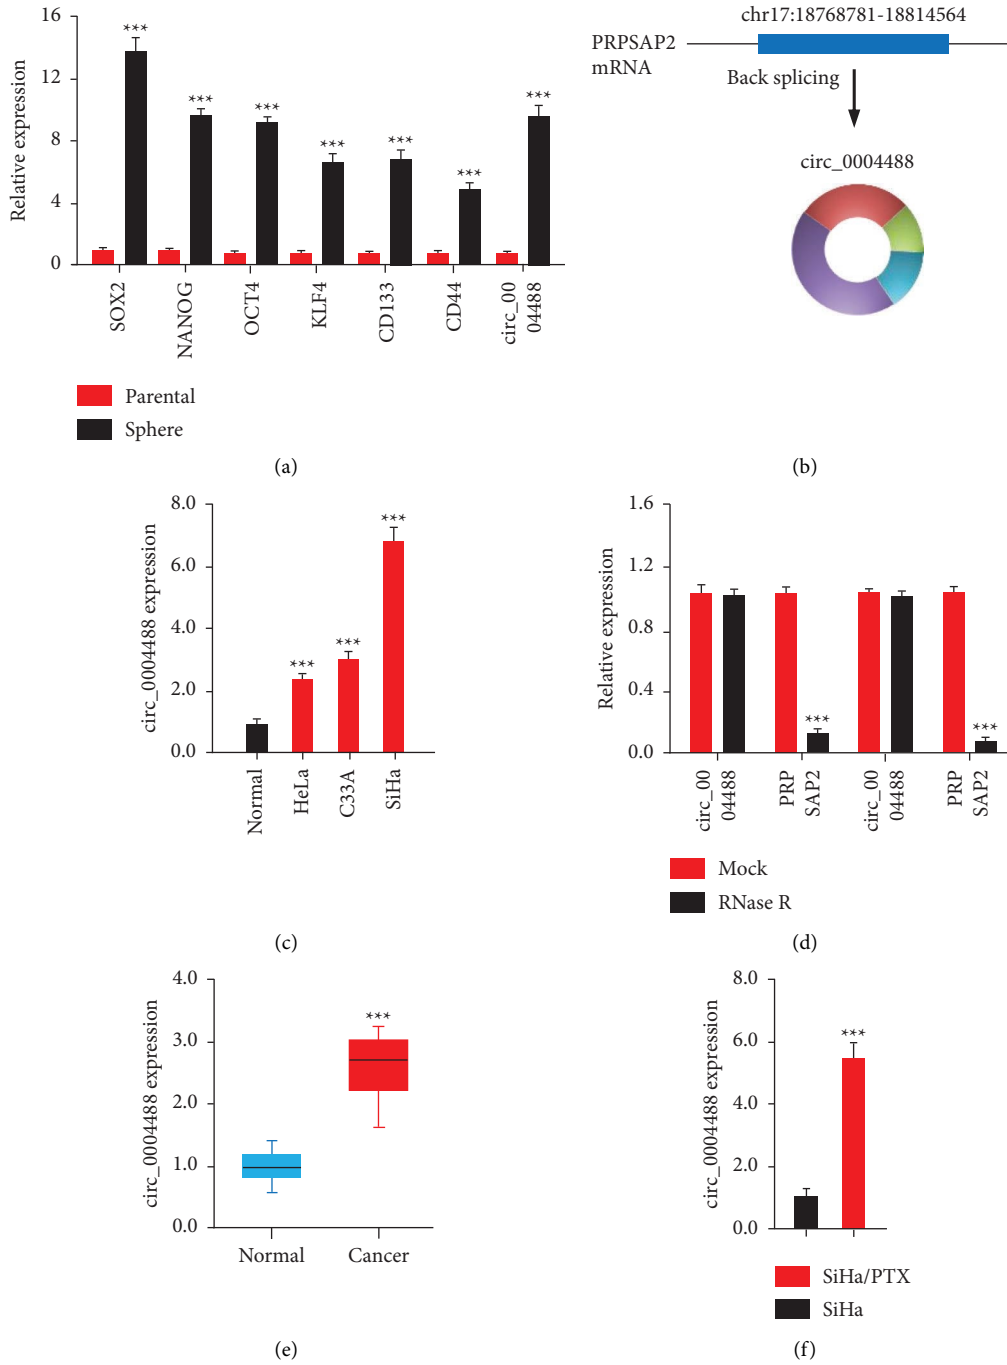 16
12
8
4
0
Relative expression
***
***
***
***
***
***
***
SOX2
NANOG
OCT4
KLF4
CD133
CD44
circ_00
04488
Parental
Sphere
(a)
chr17:18768781-18814564
PRPSAP2
mRNA
Back splicing
circ_0004488
(b)
8.0
6.0
4.0
2.0
0.0
circ_0004488 expression
***
***
***
Normal
HeLa
C33A
SiHa
(c)
1.6
1.2
0.8
0.4
0.0
Relative expression
***
***
circ_00
04488
PRP
SAP2
circ_00
04488
PRP
SAP2
Mock
RNase R
(d)
4.0
3.0
2.0
1.0
0.0
circ_0004488 expression
***
Normal
Cancer
(e)
8.0
6.0
4.0
2.0
0.0
circ_0004488 expression
***
SiHa/PTX
SiHa
(f)